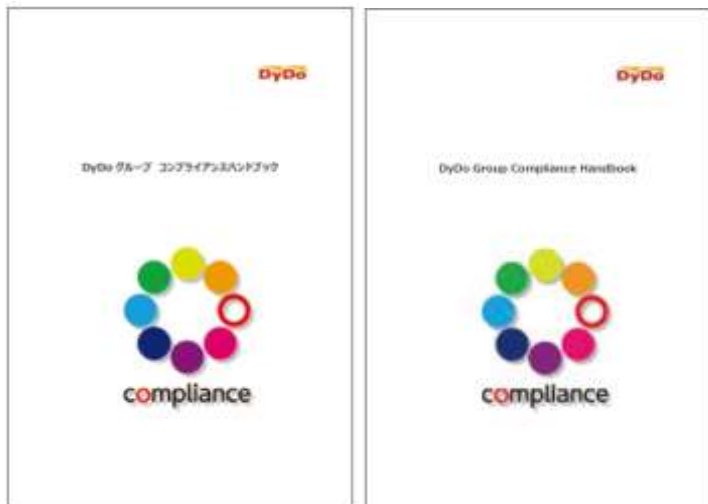 DyDo
DyDo グループ コンプライアンスハンドブック
compliance
DyDo
DyDo Group Compliance Handbook
compliance